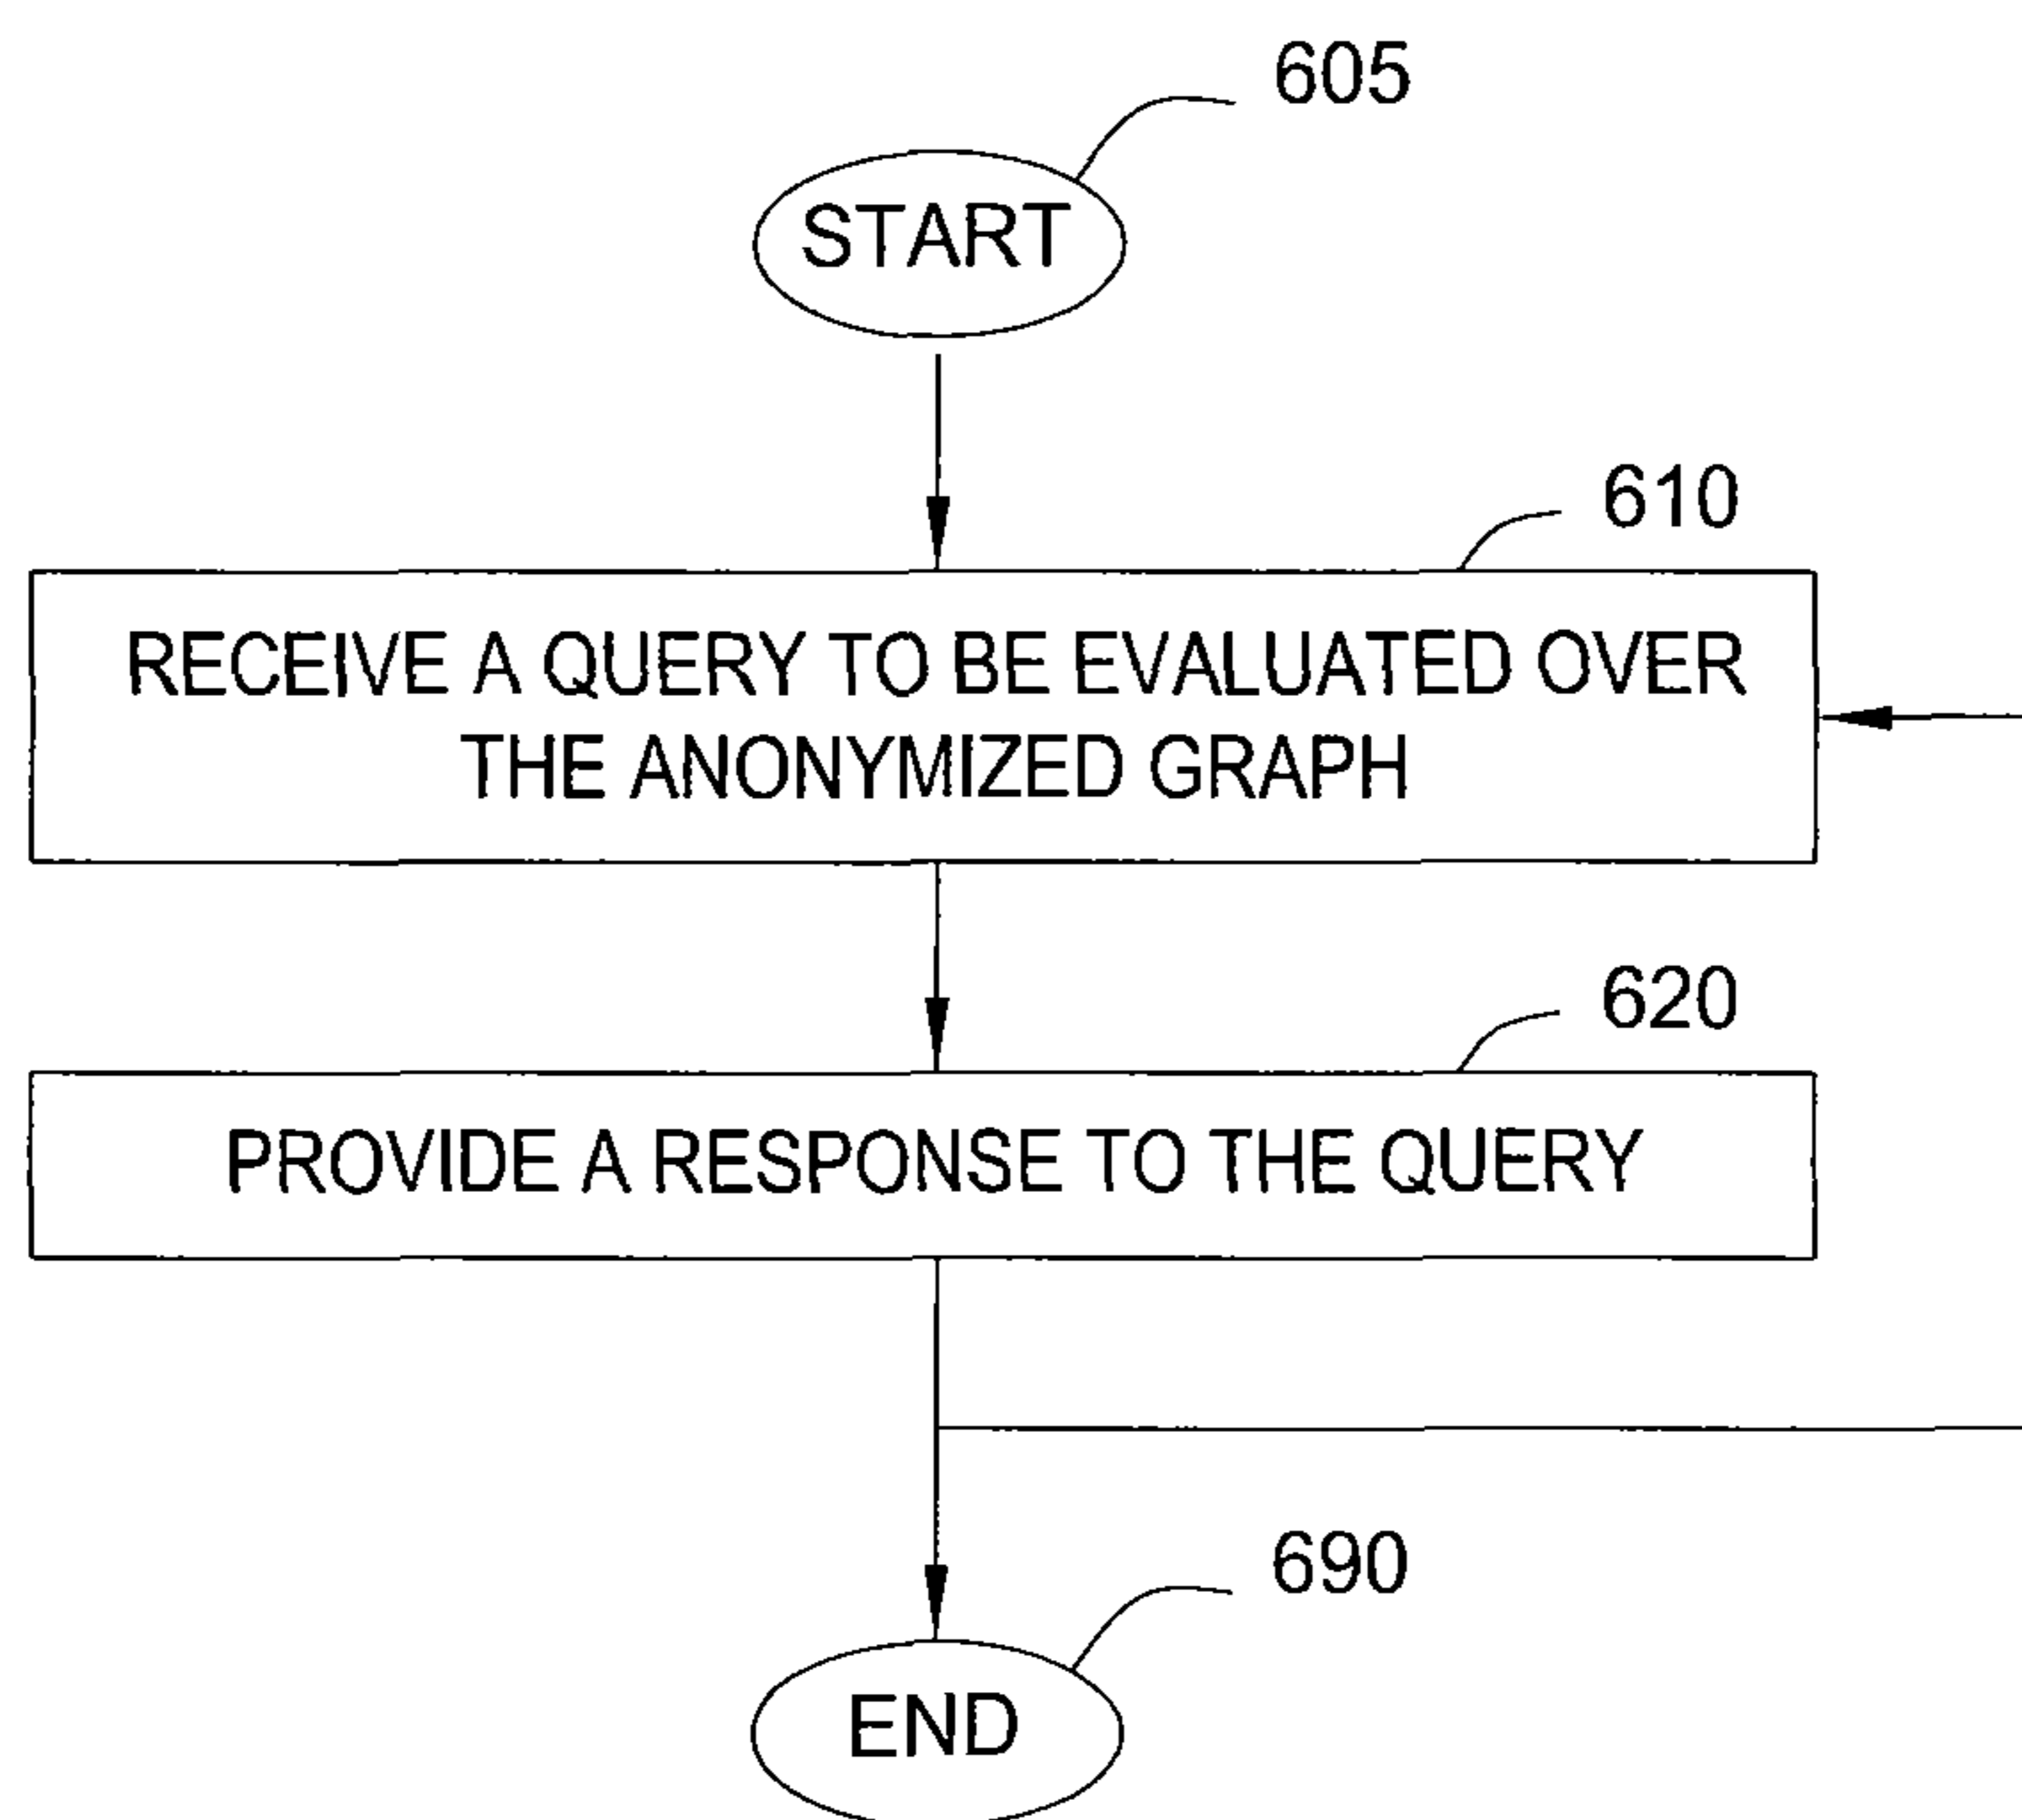 605
START
610
RECEIVE A QUERY TO BE EVALUATED OVER
THE ANONYMIZED GRAPH
620
PROVIDE A RESPONSE TO THE QUERY
690
END